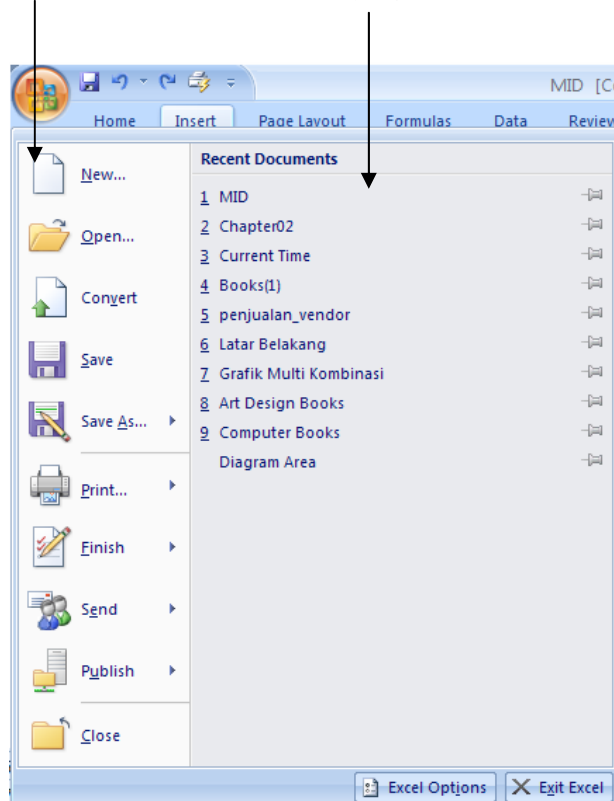 MID [C
Home Insert Page Layout Formulas Data Review
New...
Open...
Convert
Save
Save As...
Print...
Finish
Send
Publish
Close
Recent Documents
1 MID
2 Chapter02
3 Current Time
4 Books(1)
5 penjualan_vendor
6 Latar Belakang
7 Grafik Multi Kombinasi
8 Art Design Books
9 Computer Books
Diagram Area
Excel Options Exit Excel